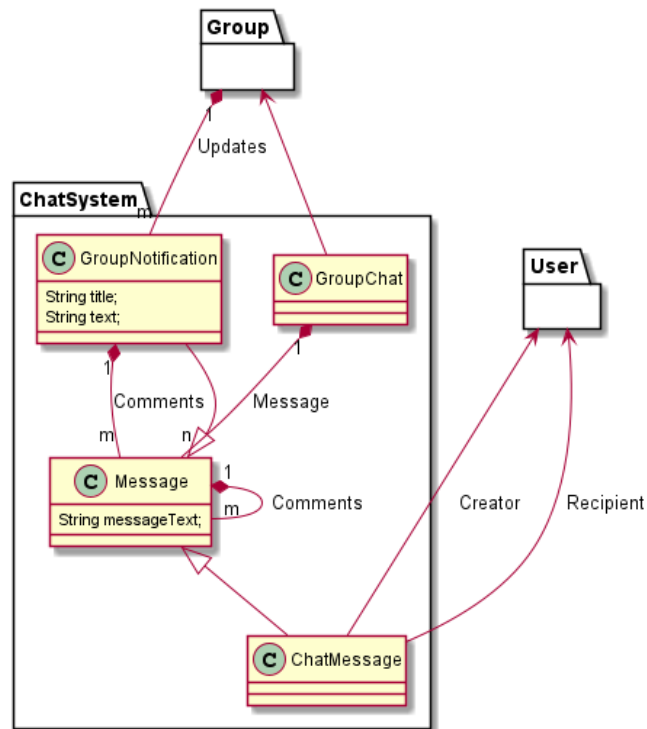 Group
1
Updates
ChatSystem
m
C GroupNotification
String title;
String text;
C GroupChat
User
1
1
Comments
Message
m
n
C Message
String messageText;
1
m
Comments
Creator
Recipient
C ChatMessage